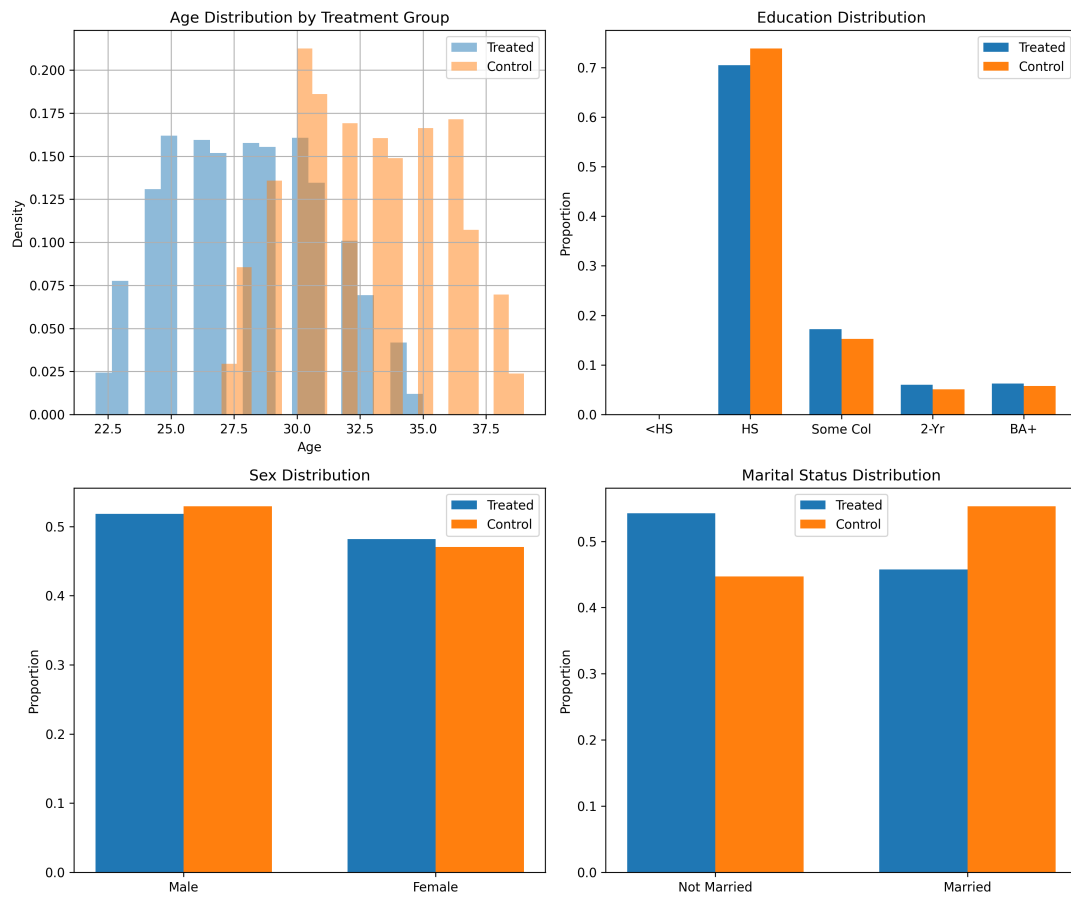 Age Distribution by Treatment Group
Treated
Control
0.200
0.175
0.150
0.125
0.100
0.075
0.050
0.025
0.000
Density
22.5 25.0 27.5 30.0 32.5 35.0 37.5
Age
Education Distribution
Treated
Control
0.7
0.6
0.5
0.4
0.3
0.2
0.1
0.0
Proportion
<HS HS Some Col 2-Yr BA+
Sex Distribution
Treated
Control
0.5
0.4
0.3
0.2
0.1
0.0
Proportion
Male Female
Marital Status Distribution
Treated
Control
0.5
0.4
0.3
0.2
0.1
0.0
Proportion
Not Married Married